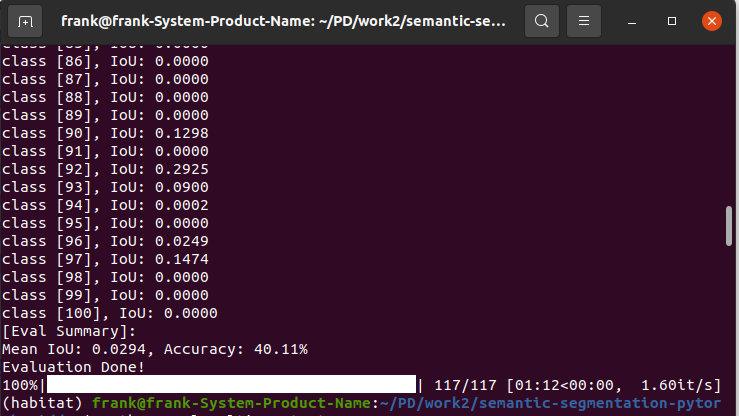 frank@frank-System-Product-Name: ~/PD/work2/semantic-se...
class [86], IoU: 0.0000
class [87], IoU: 0.0000
class [88], IoU: 0.0000
class [89], IoU: 0.0000
class [90], IoU: 0.1298
class [91], IoU: 0.0000
class [92], IoU: 0.2925
class [93], IoU: 0.0900
class [94], IoU: 0.0002
class [95], IoU: 0.0000
class [96], IoU: 0.0249
class [97], IoU: 0.1474
class [98], IoU: 0.0000
class [99], IoU: 0.0000
class [100], IoU: 0.0000
[Eval Summary]:
Mean IoU: 0.0294, Accuracy: 40.11%
Evaluation Done!
100%| | 117/117 [01:12<00:00,  1.60it/s]
(habitat) frank@frank-System-Product-Name:~/PD/work2/semantic-segmentation-pytor